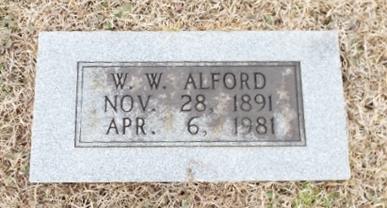 W. W. ALFORD
NOV. 28, 1891
APR. 6, 1981